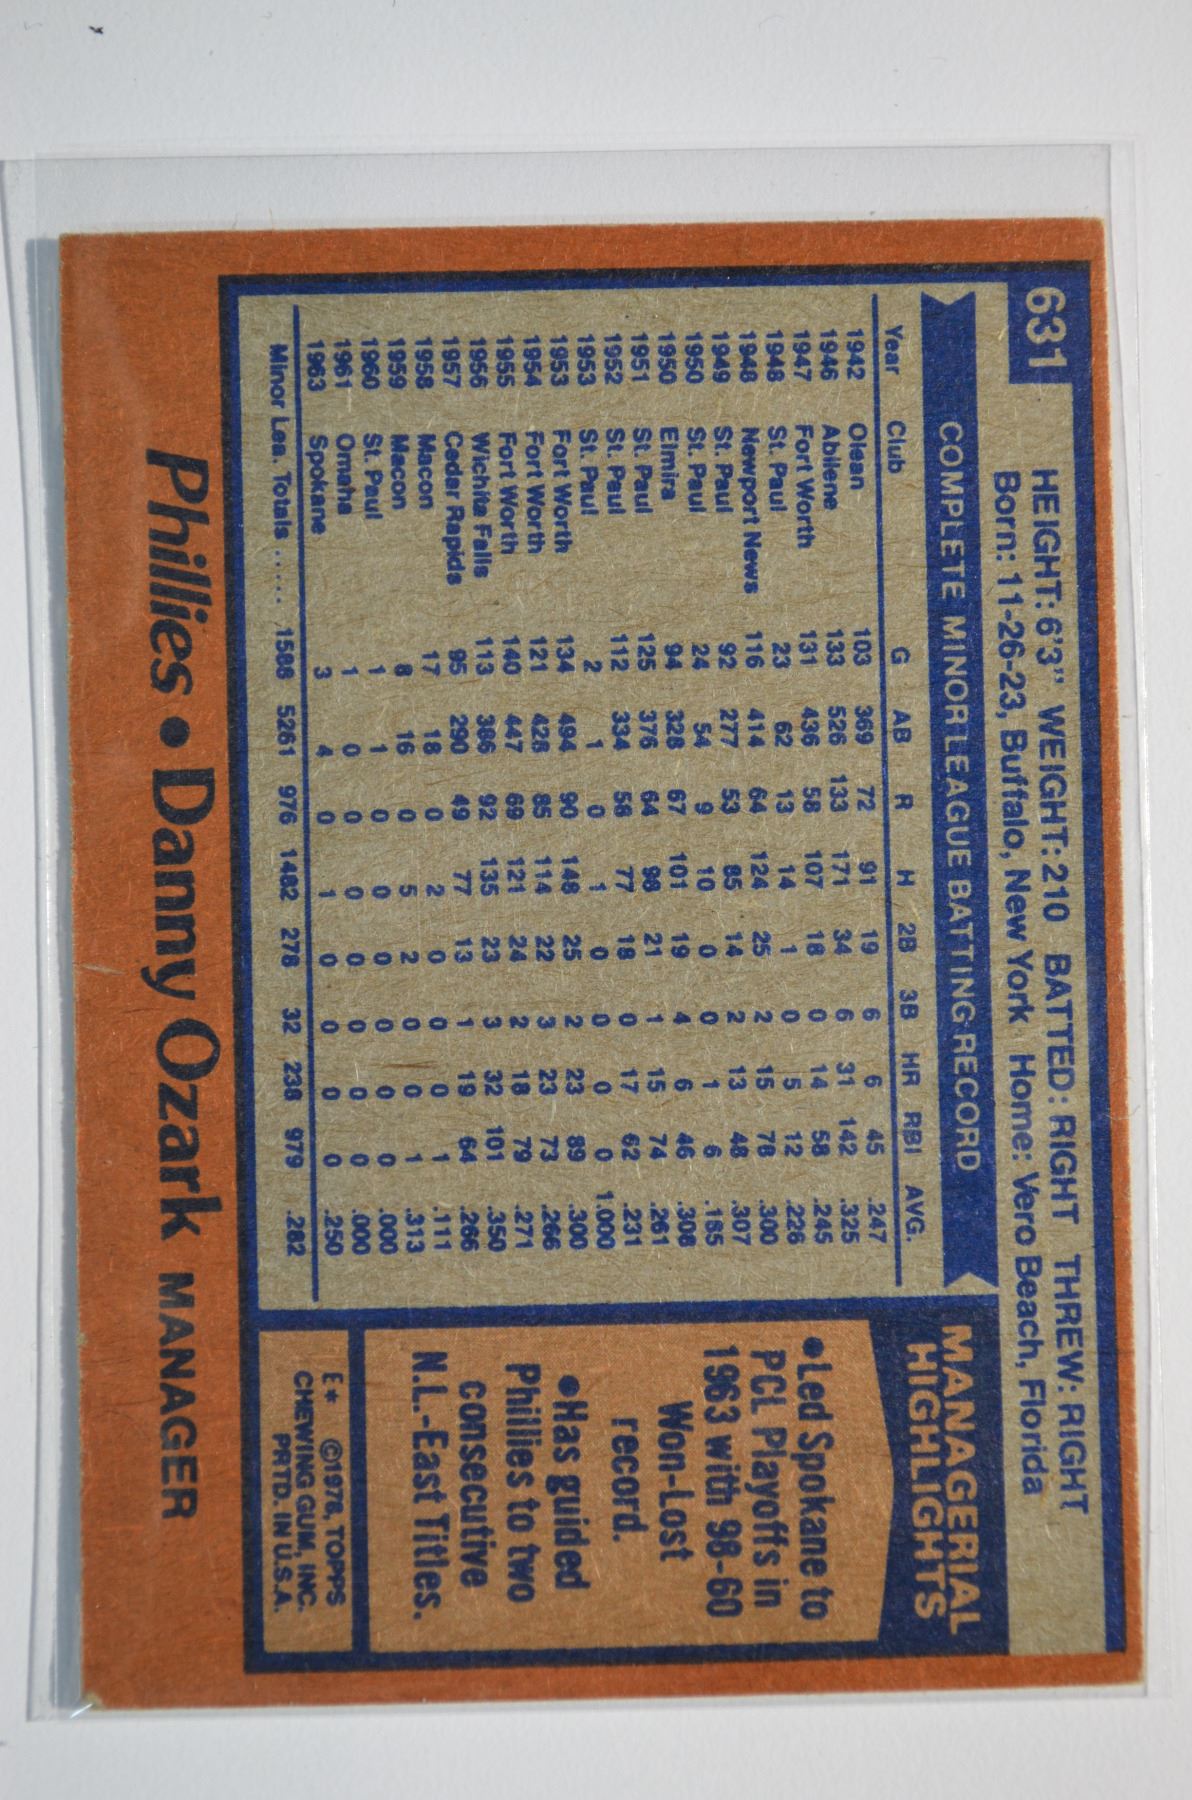 631
HEIGHT: 6'3" WEIGHT: 210 BATTED: RIGHT THREW: RIGHT
Born: 11-26-23, Buffalo, New York Home: Vero Beach, Florida
COMPLETE MINOR LEAGUE BATTING RECORD
Year Club G AB R H 2B 3B HR RBI AVG.
1942 Olean 103 369 72 91 19 6 6 45 .247
1946 Abilene 133 526 133 171 34 6 31 142 .325
1947 Fort Worth 131 436 58 107 18 0 14 58 .245
1948 St. Paul 23 62 13 14 1 0 5 12 .226
1948 Newport News 116 414 64 124 25 2 15 78 .300
1949 St. Paul 92 277 53 85 14 2 13 48 .307
1950 St. Paul 24 54 9 10 0 0 1 6 .185
1950 Elmira 94 328 67 101 19 4 6 46 .308
1951 St. Paul 125 376 64 98 21 1 15 74 .261
1952 St. Paul 112 334 58 77 18 0 17 62 .231
1953 St. Paul 2 1 0 1 0 0 0 0 1.000
1953 Fort Worth 134 494 90 148 25 2 23 89 .300
1954 Fort Worth 121 428 85 114 22 3 23 73 .266
1955 Fort Worth 140 447 69 121 24 2 18 79 .271
1956 Wichita Falls 113 386 92 135 23 3 32 101 .350
1957 Cedar Rapids 95 290 49 77 13 1 19 64 .266
1958 Macon 17 18 0 2 0 0 0 1 .111
1959 Macon 8 16 0 5 2 0 0 1 .313
1960 St. Paul 1 1 0 0 0 0 0 0 .000
1961 Omaha 1 0 0 0 0 0 0 0 .000
1963 Spokane 3 4 0 1 0 0 0 0 .250
Minor Lea. Totals ..... 1588 5261 976 1482 278 32 238 979 .282
MANAGERIAL
HIGHLIGHTS
●Led Spokane to
PCL Playoffs in
1963 with 98-60
Won-Lost
record.
●Has guided
Phillies to two
consecutive
N.L.-East Titles.
E* ©1978, TOPPS
CHEWING GUM, INC.
PRTD. IN U.S.A.
Phillies ● Danny Ozark MANAGER